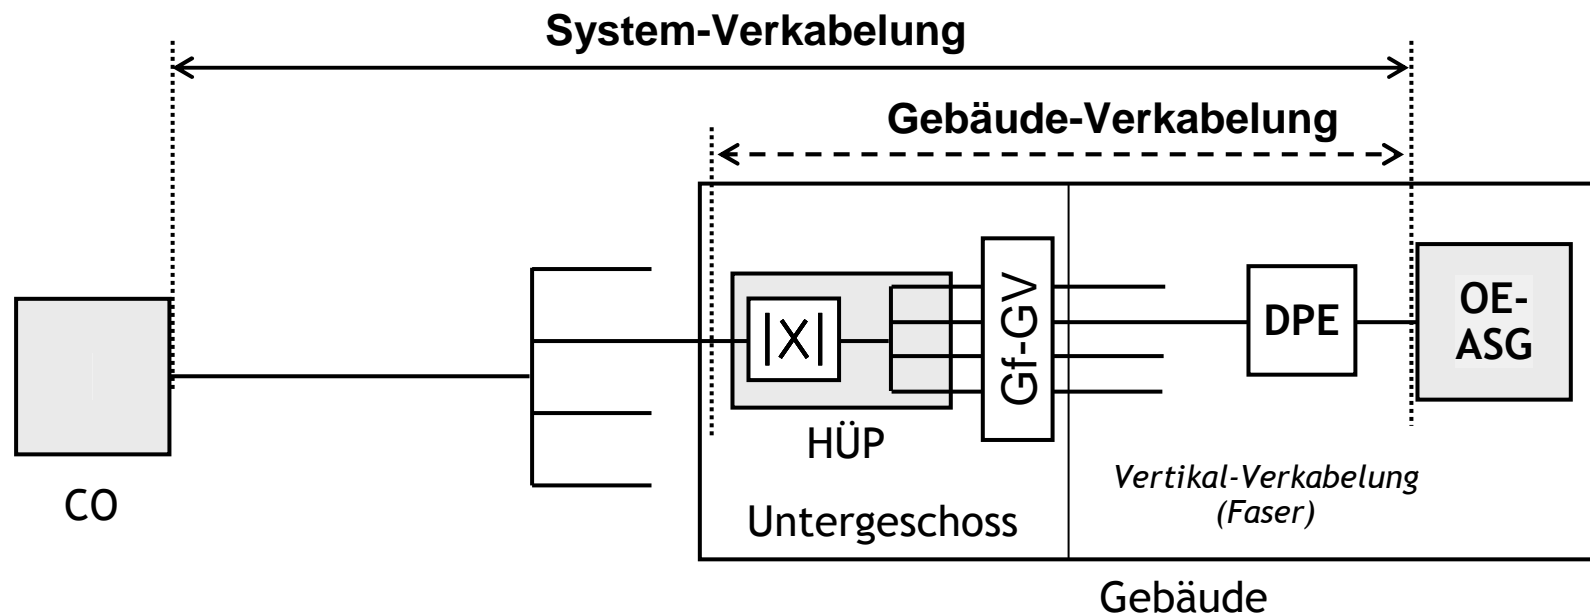 System-Verkabelung
Gebäude-Verkabelung
|X|
Gf-GV
DPE
OE-
ASG
HÜP
CO
Vertikal-Verkabelung
(Faser)
Untergeschoss
Gebäude